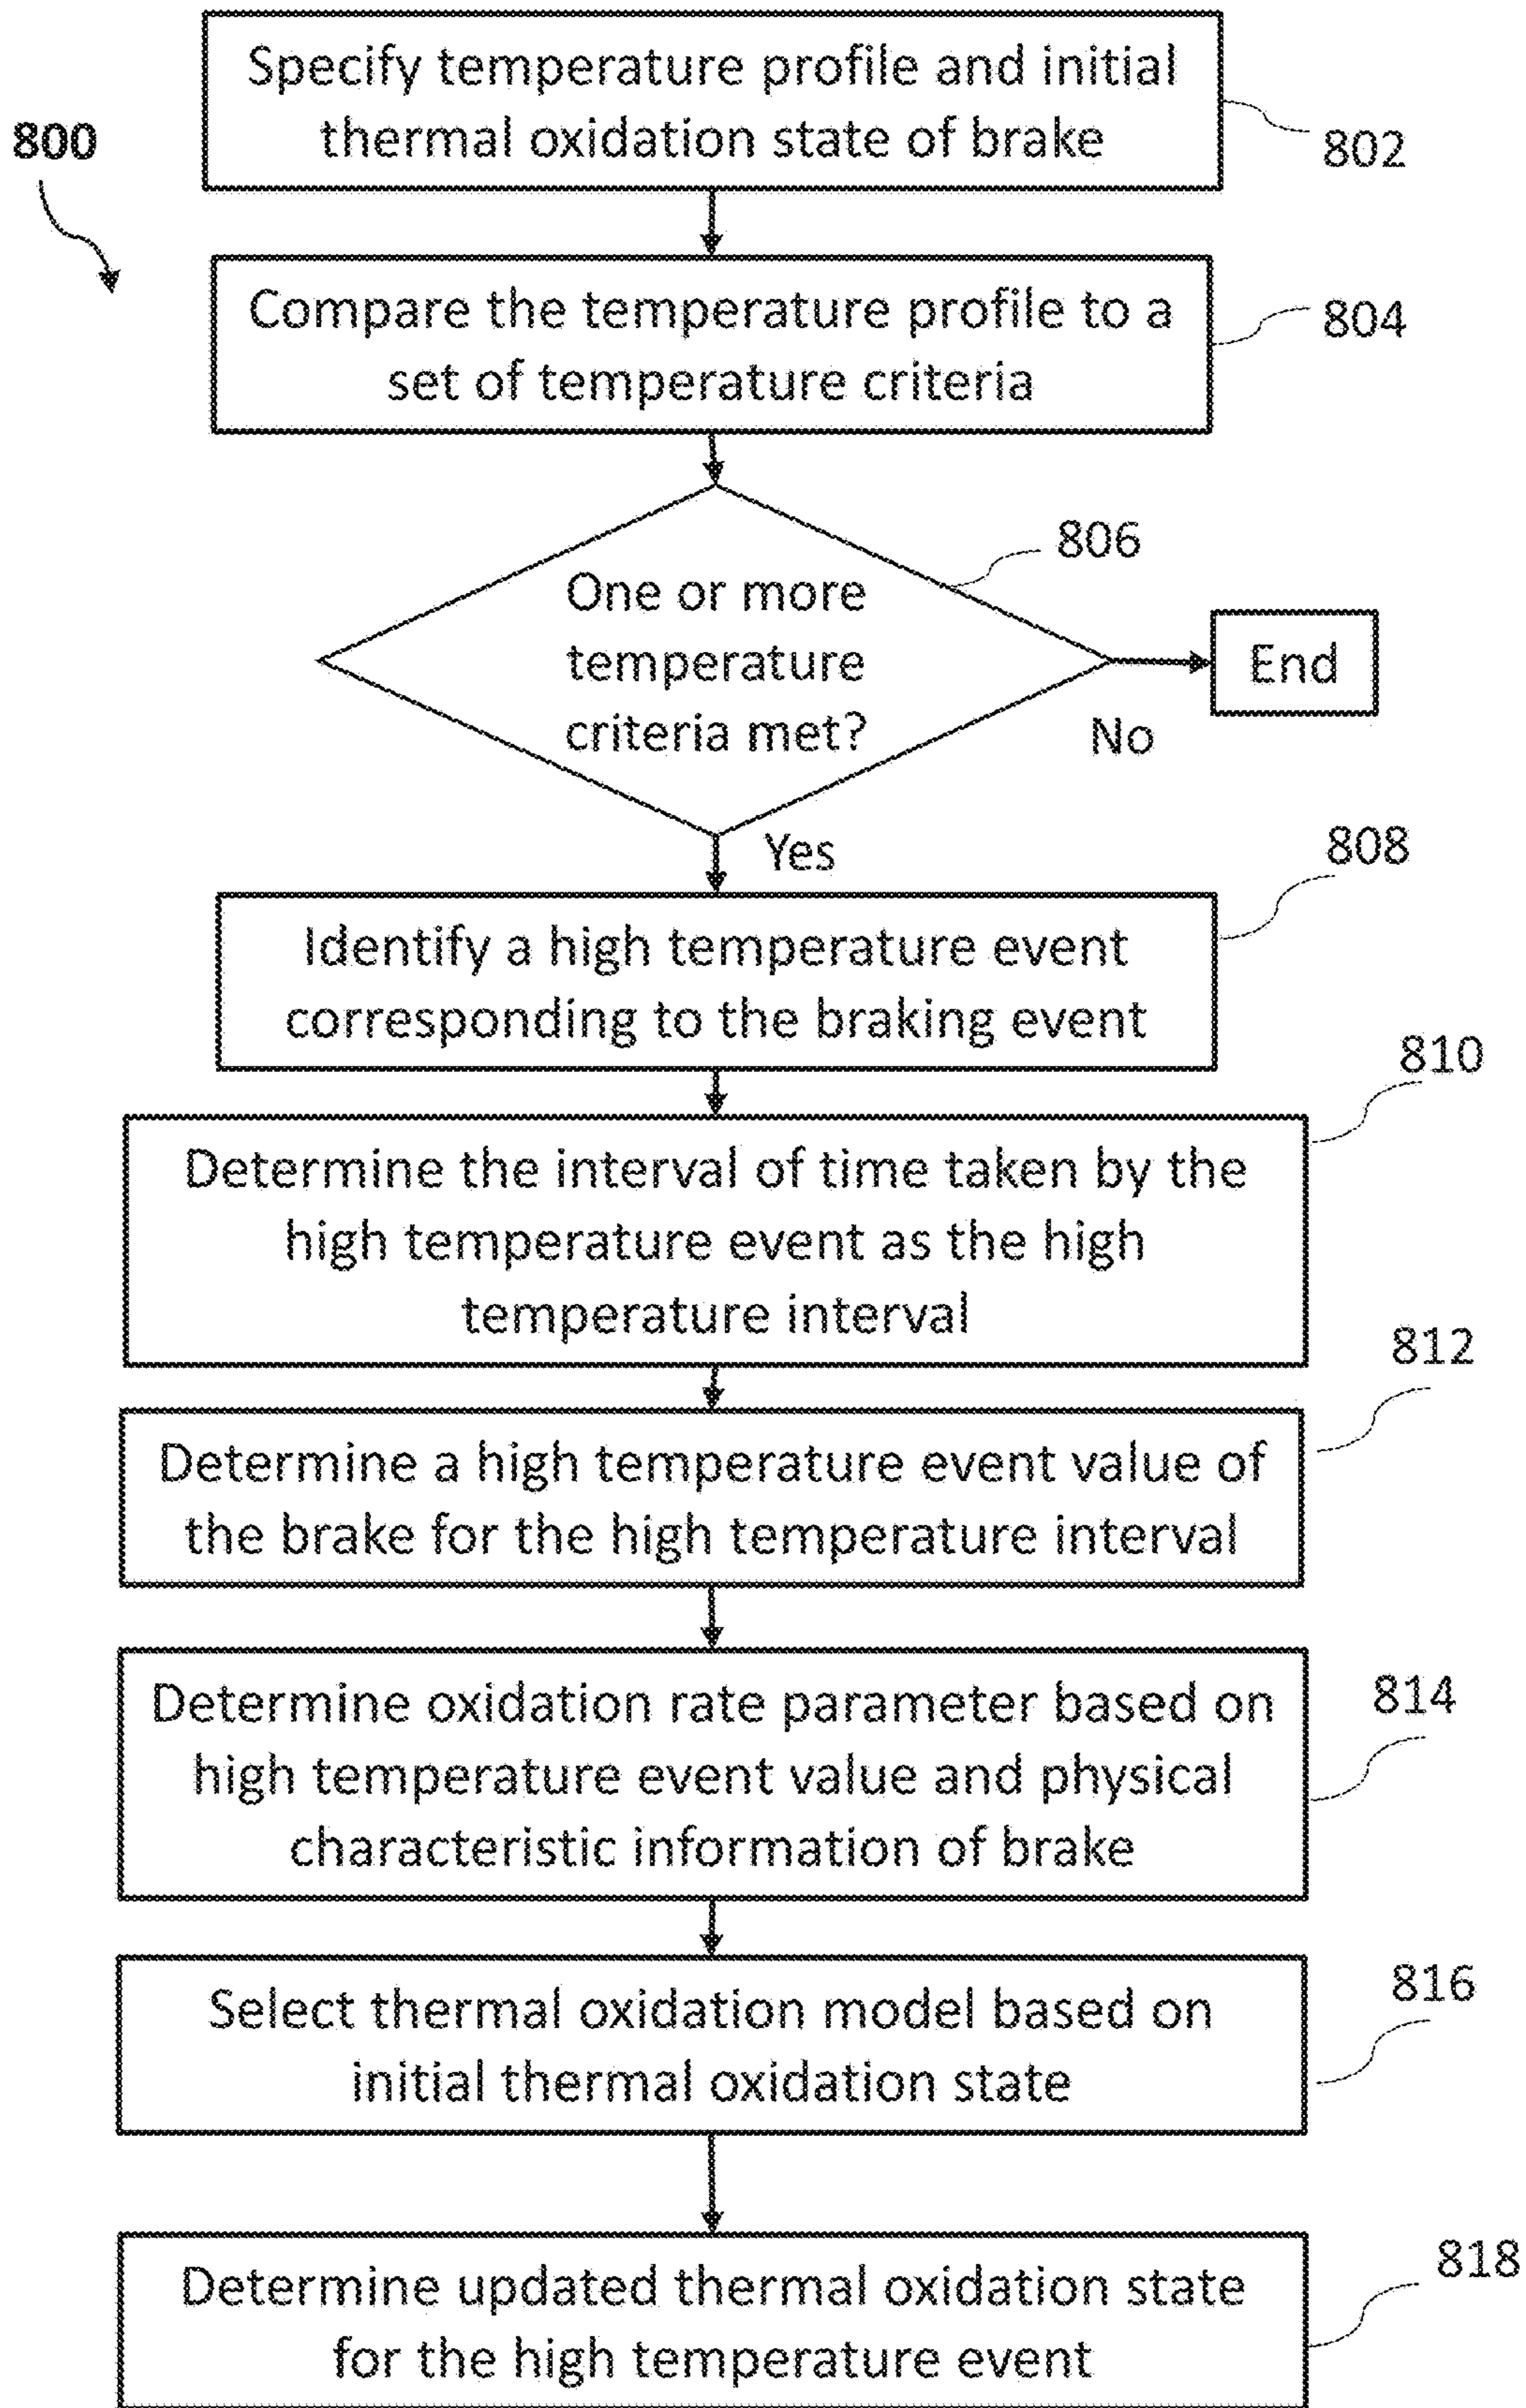 Specify temperature profile and initial
thermal oxidation state of brake
800
802
Compare the temperature profile to a
set of temperature criteria
804
806
One or more
temperature
criteria met?
End
No
Yes
808
Identify a high temperature event
corresponding to the braking event
810
Determine the interval of time taken by the
high temperature event as the high
temperature interval
812
Determine a high temperature event value of
the brake for the high temperature interval
814
Determine oxidation rate parameter based on
high temperature event value and physical
characteristic information of brake
816
Select thermal oxidation model based on
initial thermal oxidation state
818
Determine updated thermal oxidation state
for the high temperature event